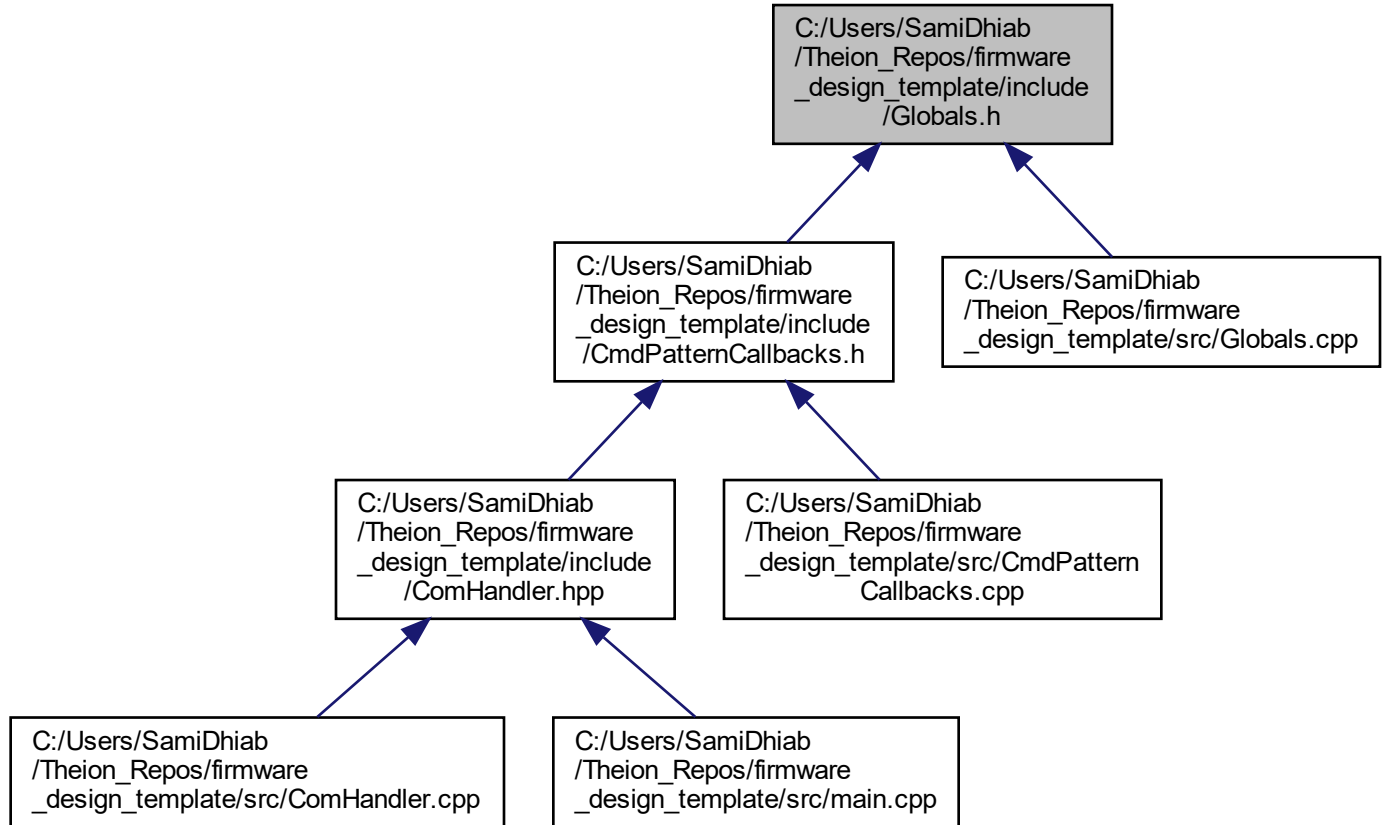 C:/Users/SamiDhiab
/Theion_Repos/firmware
_design_template/include
/Globals.h
C:/Users/SamiDhiab
/Theion_Repos/firmware
_design_template/include
/CmdPatternCallbacks.h
C:/Users/SamiDhiab
/Theion_Repos/firmware
_design_template/src/Globals.cpp
C:/Users/SamiDhiab
/Theion_Repos/firmware
_design_template/include
/ComHandler.hpp
C:/Users/SamiDhiab
/Theion_Repos/firmware
_design_template/src/CmdPattern
Callbacks.cpp
C:/Users/SamiDhiab
/Theion_Repos/firmware
_design_template/src/ComHandler.cpp
C:/Users/SamiDhiab
/Theion_Repos/firmware
_design_template/src/main.cpp